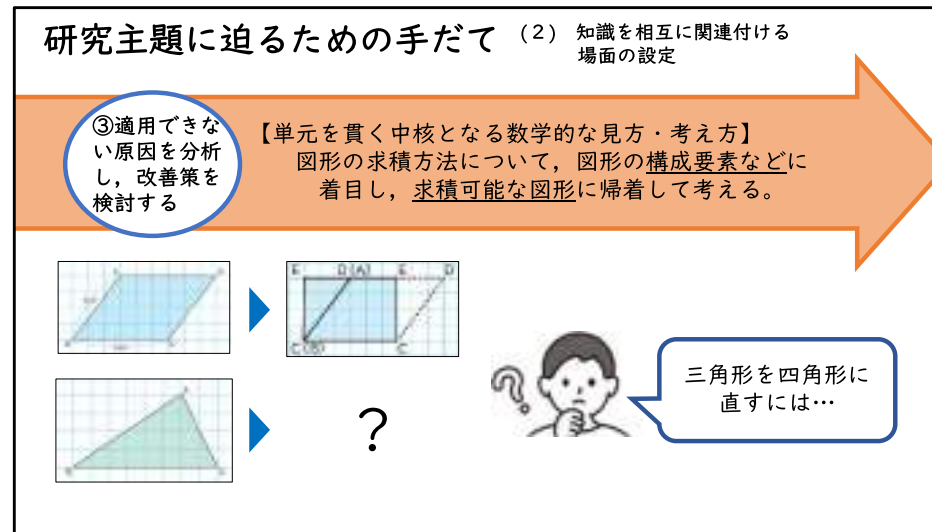 研究主題に迫るための手だて
（２） 知識を相互に関連付ける
場面の設定
③適用できな
い原因を分析
し，改善策を
検討する
【単元を貫く中核となる数学的な見方・考え方】
図形の求積方法について，図形の構成要素などに
着目し，求積可能な図形に帰着して考える。
E D(A) E D
C(B) C
？
三角形を四角形に
直すには…